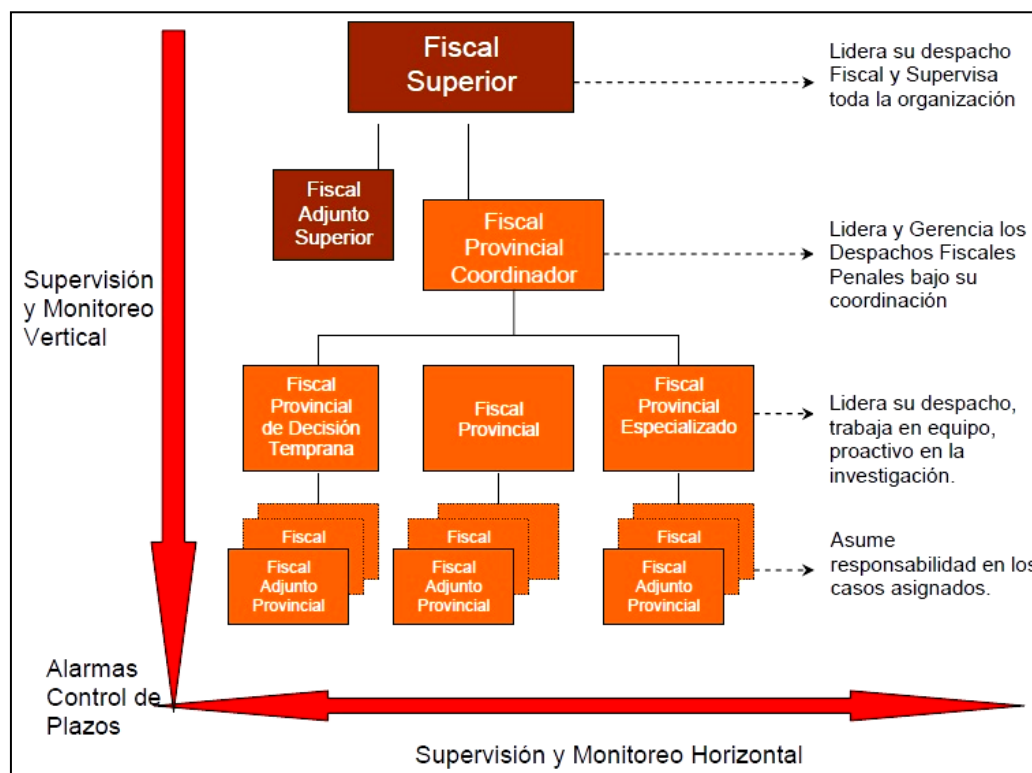 Fiscal
Superior
Lidera su despacho
Fiscal y Supervisa
toda la organización
Fiscal
Adjunto
Superior
Fiscal
Provincial
Coordinador
Lidera y Gerencia los
Despachos Fiscales
Penales bajo su
coordinación
Supervisión
y Monitoreo
Vertical
Fiscal
Provincial
de Decisión
Temprana
Fiscal
Provincial
Fiscal
Provincial
Especializado
Lidera su despacho,
trabaja en equipo,
proactivo en la
investigación.
Fiscal
Fiscal
Adjunto
Provincial
Fiscal
Fiscal
Adjunto
Provincial
Fiscal
Fiscal
Adjunto
Provincial
Asume
responsabilidad en los
casos asignados.
Alarmas
Control de
Plazos
Supervisión y Monitoreo Horizontal